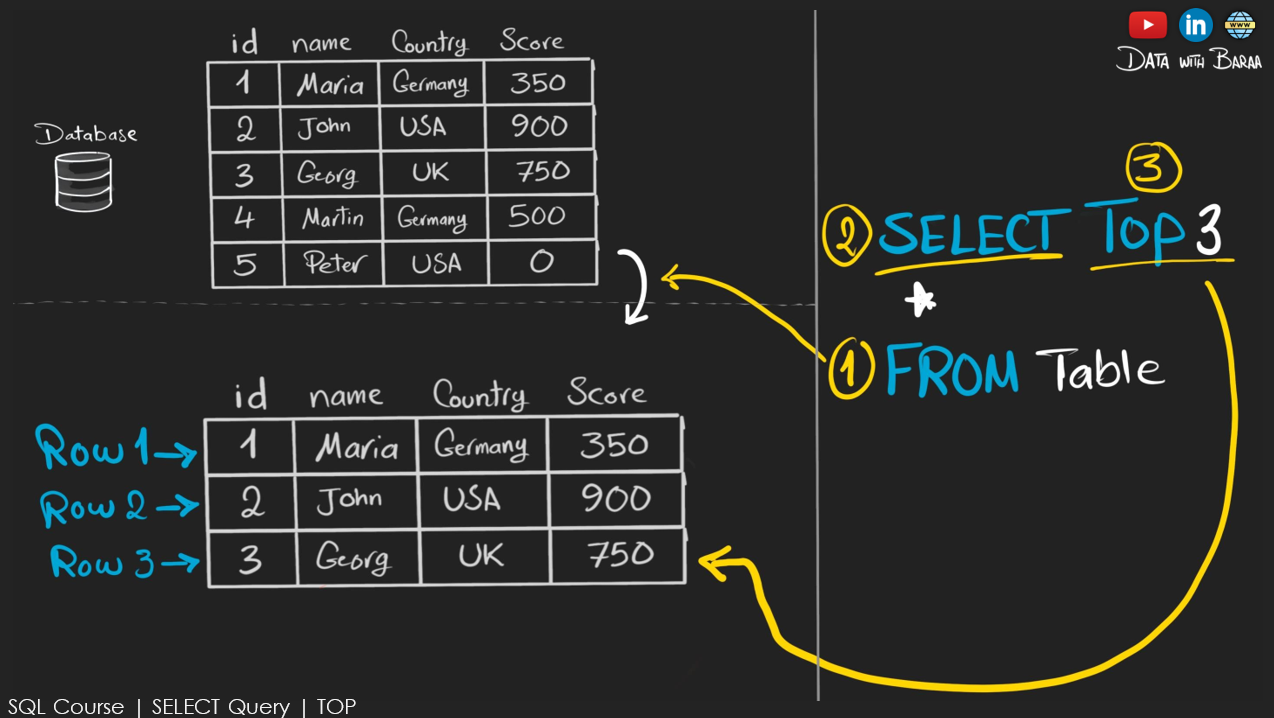 WWW
DATA WITH BARAA
id name Country Score
1 Maria Germany 350
2 John USA 900
3 Georg UK 750
4 Martin Germany 500
5 Peter USA 0
Database
3
2 SELECT Top 3
*
1 FROM Table
id name Country Score
Row 1 → 1 Maria Germany 350
Row 2 → 2 John USA 900
Row 3 → 3 Georg UK 750
SQL Course | SELECT Query | TOP
in